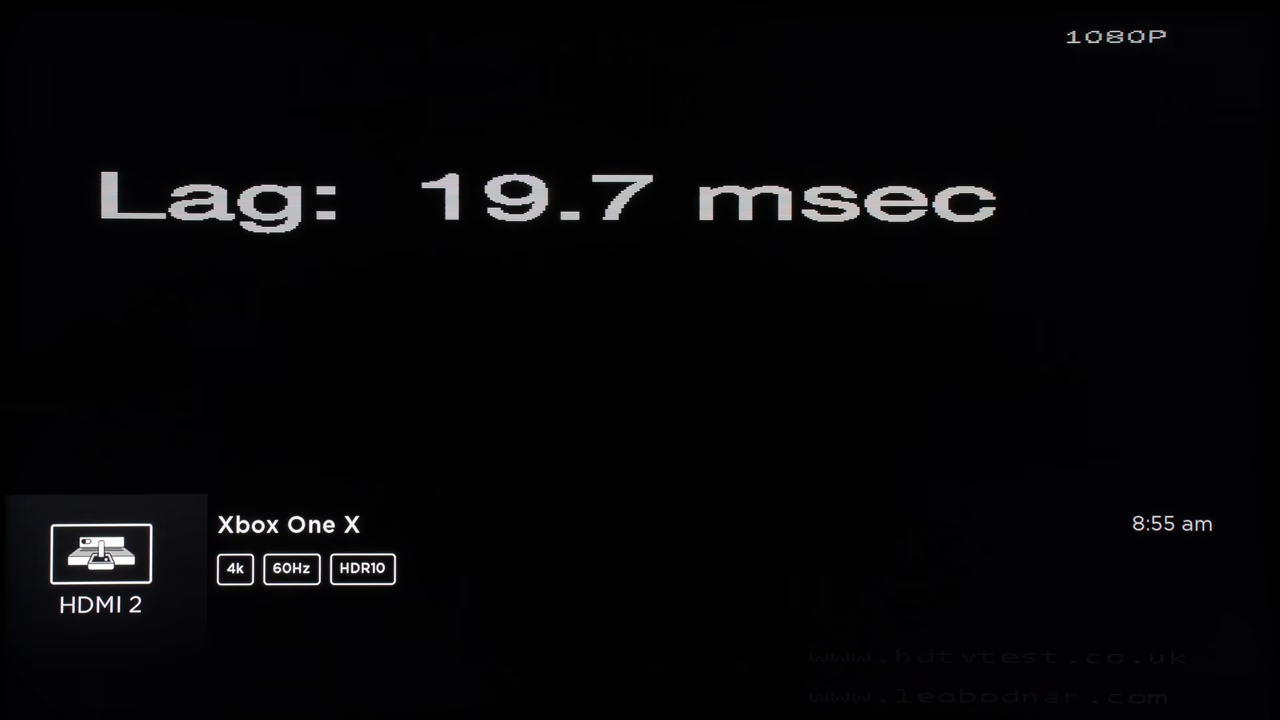 1080P
Lag: 19.7 msec
Xbox One X
8:55 am
4k 60Hz HDR10
HDMI 2
www.hdtvtest.co.uk
www.leobodnar.com